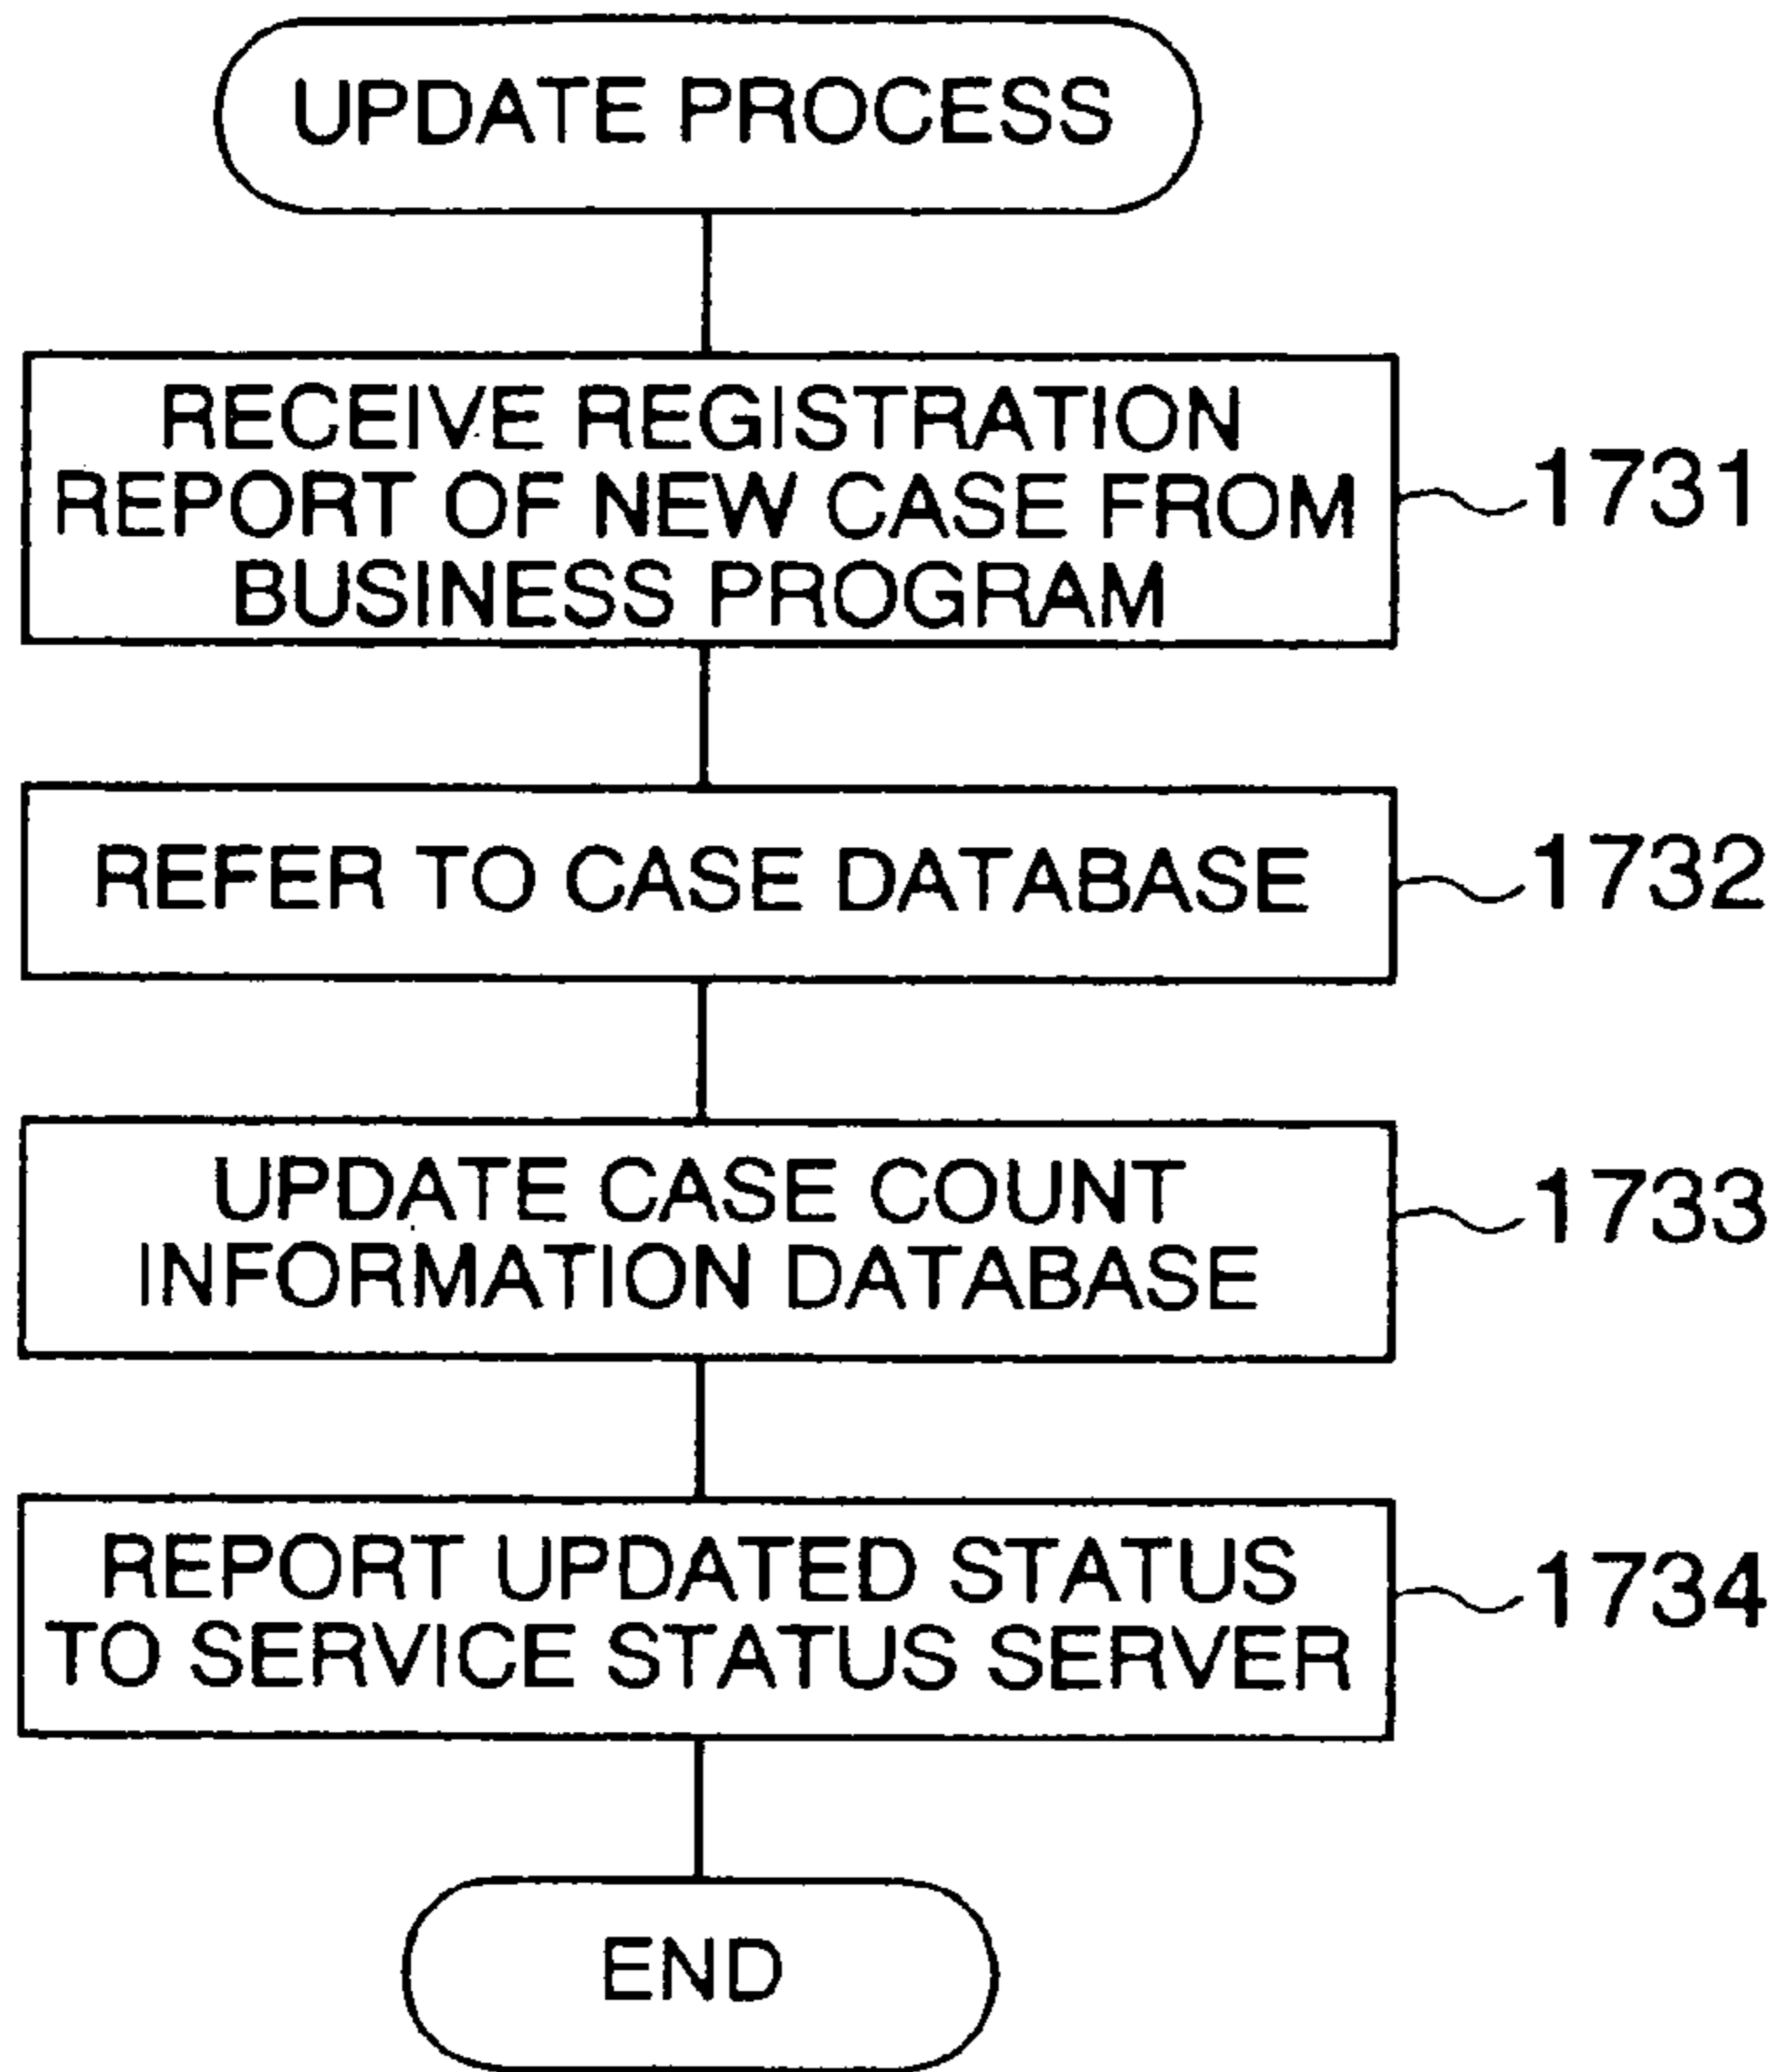 UPDATE PROCESS
RECEIVE REGISTRATION
REPORT OF NEW CASE FROM
BUSINESS PROGRAM
1731
REFER TO CASE DATABASE
1732
UPDATE CASE COUNT
INFORMATION DATABASE
1733
REPORT UPDATED STATUS
TO SERVICE STATUS SERVER
1734
END